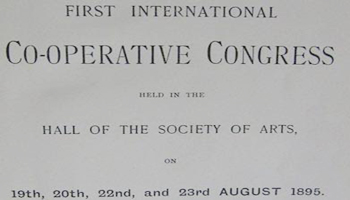 FIRST INTERNATIONAL
CO-OPERATIVE CONGRESS
HELD IN THE
HALL OF THE SOCIETY OF ARTS,
ON
19th, 20th, 22nd, and 23rd AUGUST 1895.